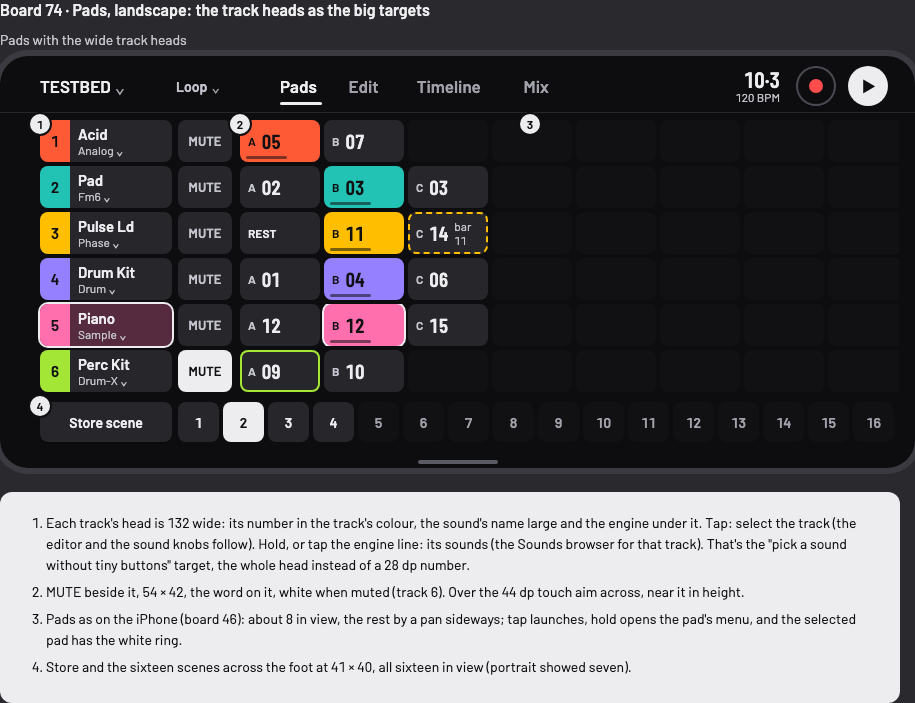 Board 74 · Pads, landscape: the track heads as the big targets
Pads with the wide track heads
TESTBED Loop Pads Edit Timeline Mix 10·3
120 BPM
1 2 3
1 Acid MUTE A 05 B 07
Analog
2 Pad MUTE A 02 B 03 C 03
Fm6
3 Pulse Ld MUTE REST B 11 C 14 bar 11
Phase
4 Drum Kit MUTE A 01 B 04 C 06
Drum
5 Piano MUTE A 12 B 12 C 15
Sample
6 Perc Kit MUTE A 09 B 10
Drum-X
4
Store scene 1 2 3 4 5 6 7 8 9 10 11 12 13 14 15 16
1. Each track's head is 132 wide: its number in the track's colour, the sound's name large and the engine under it. Tap: select the track (the
editor and the sound knobs follow). Hold, or tap the engine line: its sounds (the Sounds browser for that track). That's the "pick a sound
without tiny buttons" target, the whole head instead of a 28 dp number.
2. MUTE beside it, 54 × 42, the word on it, white when muted (track 6). Over the 44 dp touch aim across, near it in height.
3. Pads as on the iPhone (board 46): about 8 in view, the rest by a pan sideways; tap launches, hold opens the pad's menu, and the selected
pad has the white ring.
4. Store and the sixteen scenes across the foot at 41 × 40, all sixteen in view (portrait showed seven).